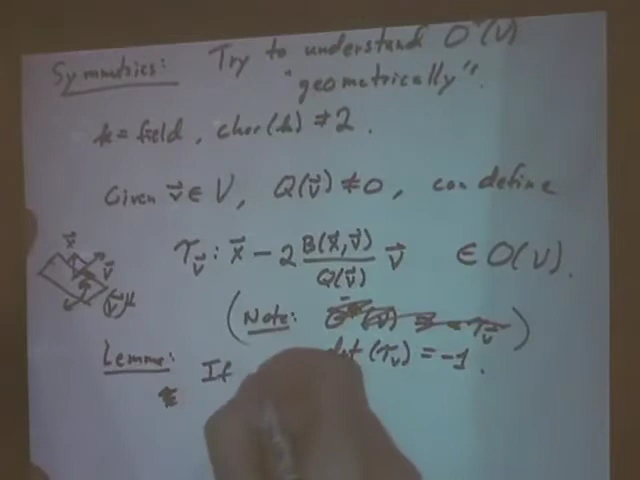 Symmetries: Try to understand O(V)
"geometrically".
k = field, char(k) ≠ 2.
Given v⃗ ∈ V, Q(v⃗) ≠ 0, can define
τ_v⃗ : x⃗ − 2 B(x⃗, v⃗) / Q(v⃗) v⃗ ∈ O(V).
x⃗ v⃗ (v⃗)⊥
(Note: )
det(τ_v) = −1.
Lemma:
If